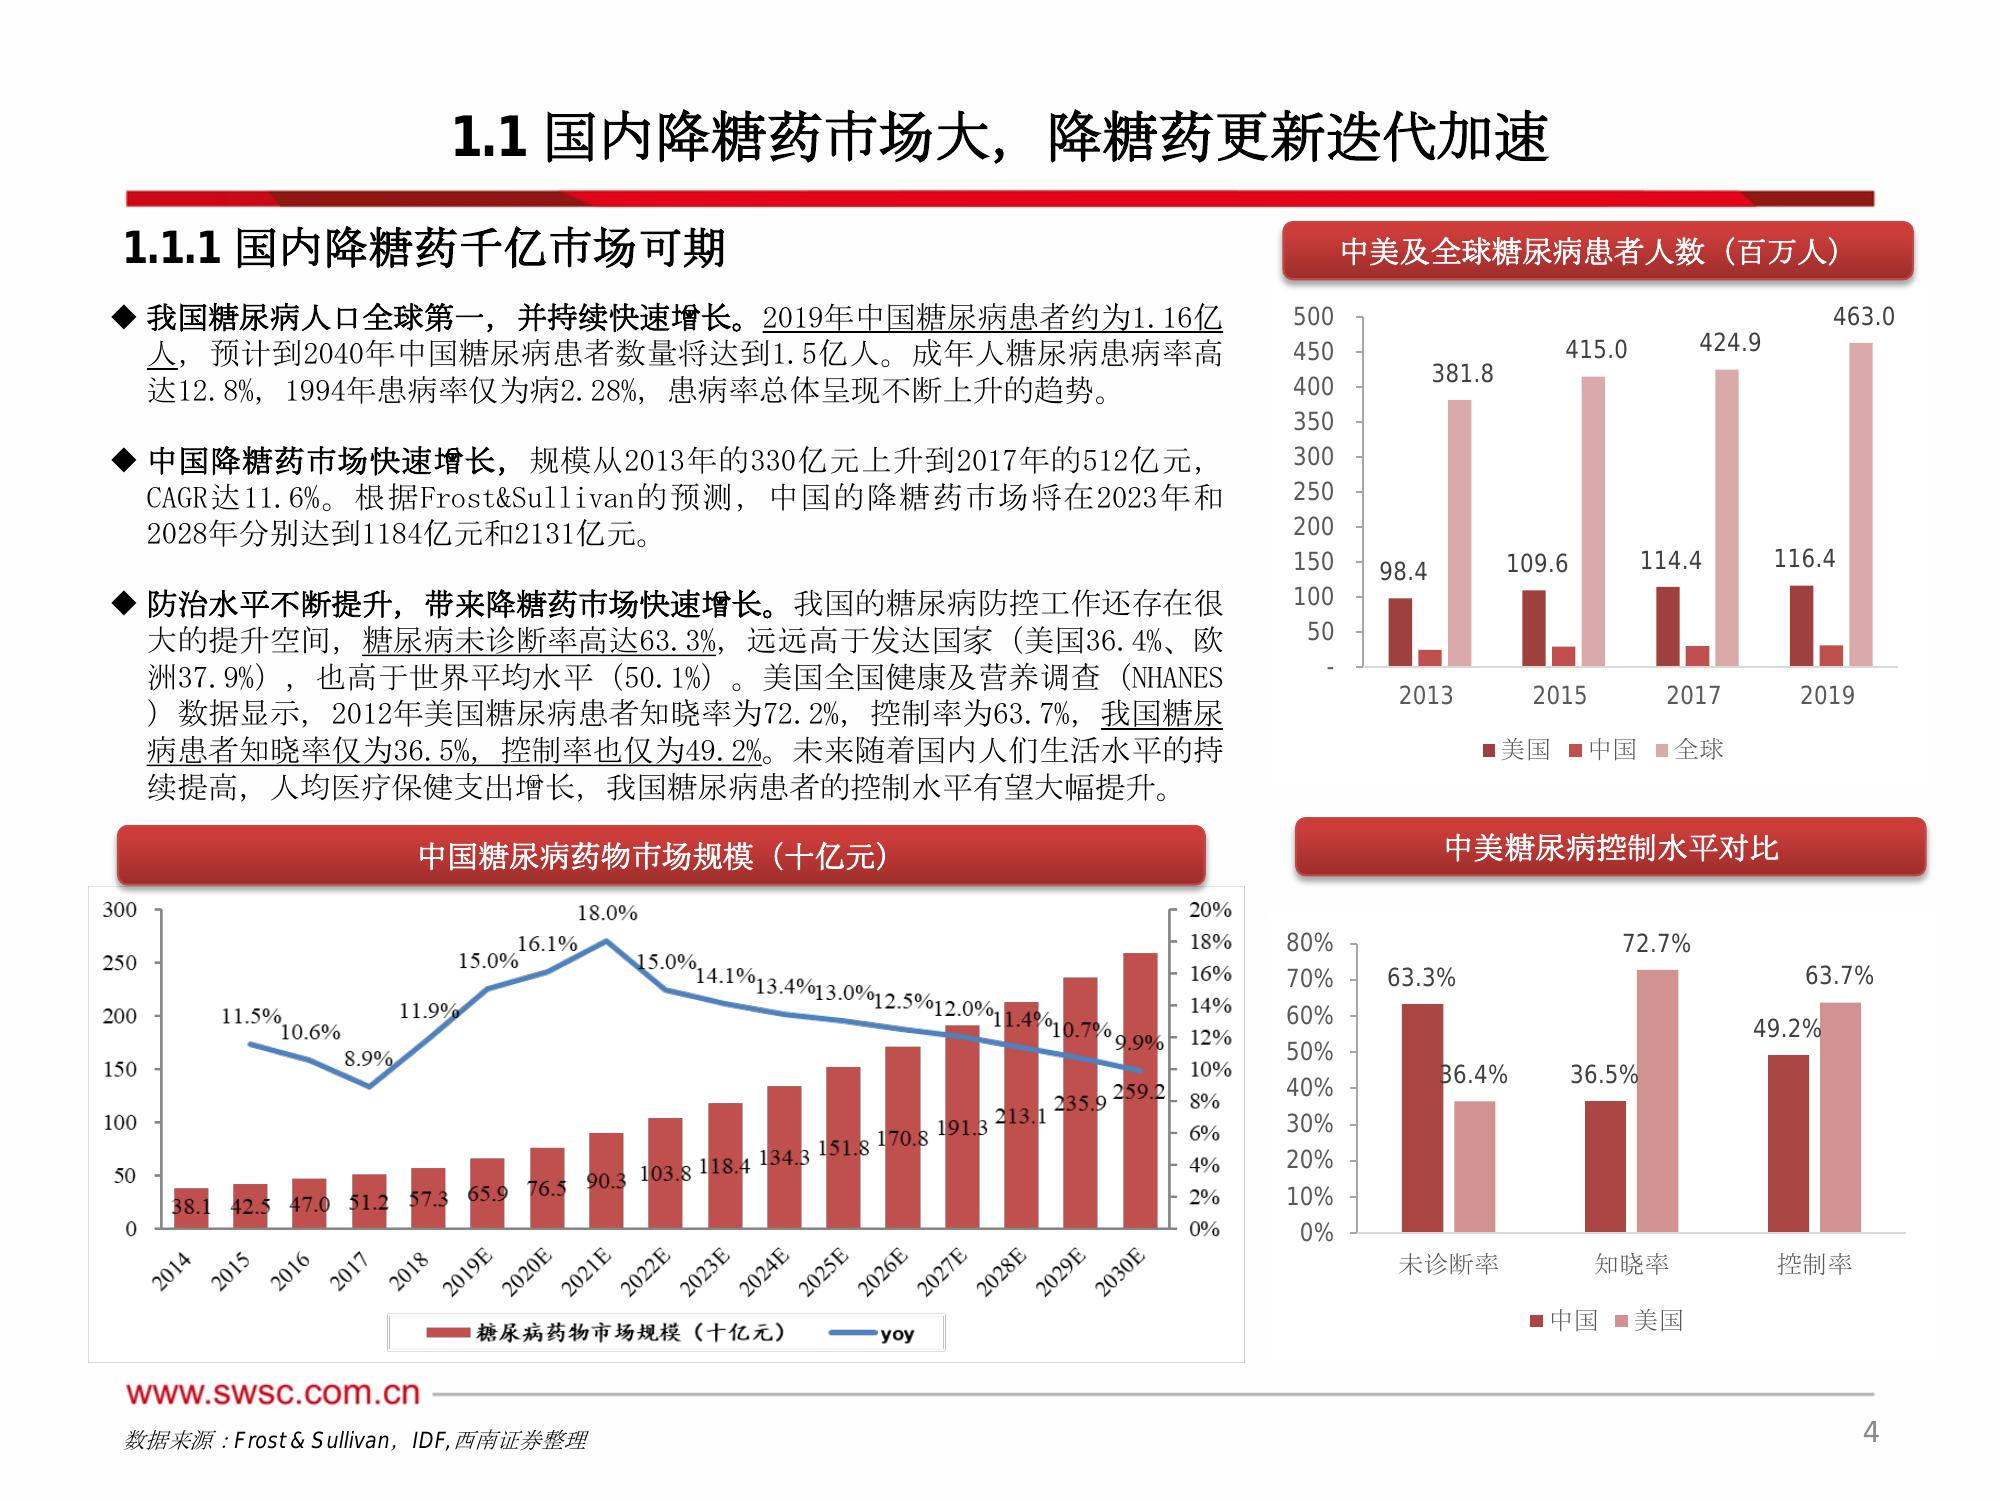 1.1 国内降糖药市场大，降糖药更新迭代加速
1.1.1 国内降糖药千亿市场可期
◆ 我国糖尿病人口全球第一，并持续快速增长。2019年中国糖尿病患者约为1.16亿
人，预计到2040年中国糖尿病患者数量将达到1.5亿人。成年人糖尿病患病率高
达12.8%，1994年患病率仅为病2.28%，患病率总体呈现不断上升的趋势。
◆ 中国降糖药市场快速增长，规模从2013年的330亿元上升到2017年的512亿元，
CAGR达11.6%。根据Frost&Sullivan的预测，中国的降糖药市场将在2023年和
2028年分别达到1184亿元和2131亿元。
◆ 防治水平不断提升，带来降糖药市场快速增长。我国的糖尿病防控工作还存在很
大的提升空间，糖尿病未诊断率高达63.3%，远远高于发达国家（美国36.4%、欧
洲37.9%），也高于世界平均水平（50.1%）。美国全国健康及营养调查（NHANES
）数据显示，2012年美国糖尿病患者知晓率为72.2%，控制率为63.7%，我国糖尿
病患者知晓率仅为36.5%，控制率也仅为49.2%。未来随着国内人们生活水平的持
续提高，人均医疗保健支出增长，我国糖尿病患者的控制水平有望大幅提升。
中美及全球糖尿病患者人数（百万人）
500
450
400
350
300
250
200
150
100
50
-
98.4
381.8
109.6
415.0
114.4
424.9
116.4
463.0
2013 2015 2017 2019
美国 中国 全球
中国糖尿病药物市场规模（十亿元）
300
250
200
150
100
50
0
11.5% 10.6% 8.9% 11.9% 15.0% 16.1% 18.0% 15.0% 14.1% 13.4% 13.0% 12.5% 12.0% 11.4% 10.7% 9.9%
38.1 42.5 47.0 51.2 57.3 65.9 76.5 90.3 103.8 118.4 134.3 151.8 170.8 191.3 213.1 235.9 259.2
20%
18%
16%
14%
12%
10%
8%
6%
4%
2%
0%
2014 2015 2016 2017 2018 2019E 2020E 2021E 2022E 2023E 2024E 2025E 2026E 2027E 2028E 2029E 2030E
糖尿病药物市场规模（十亿元） yoy
中美糖尿病控制水平对比
80%
70%
60%
50%
40%
30%
20%
10%
0%
63.3% 36.4% 36.5% 72.7% 49.2% 63.7%
未诊断率 知晓率 控制率
中国 美国
www.swsc.com.cn
数据来源：Frost & Sullivan，IDF,西南证券整理
4